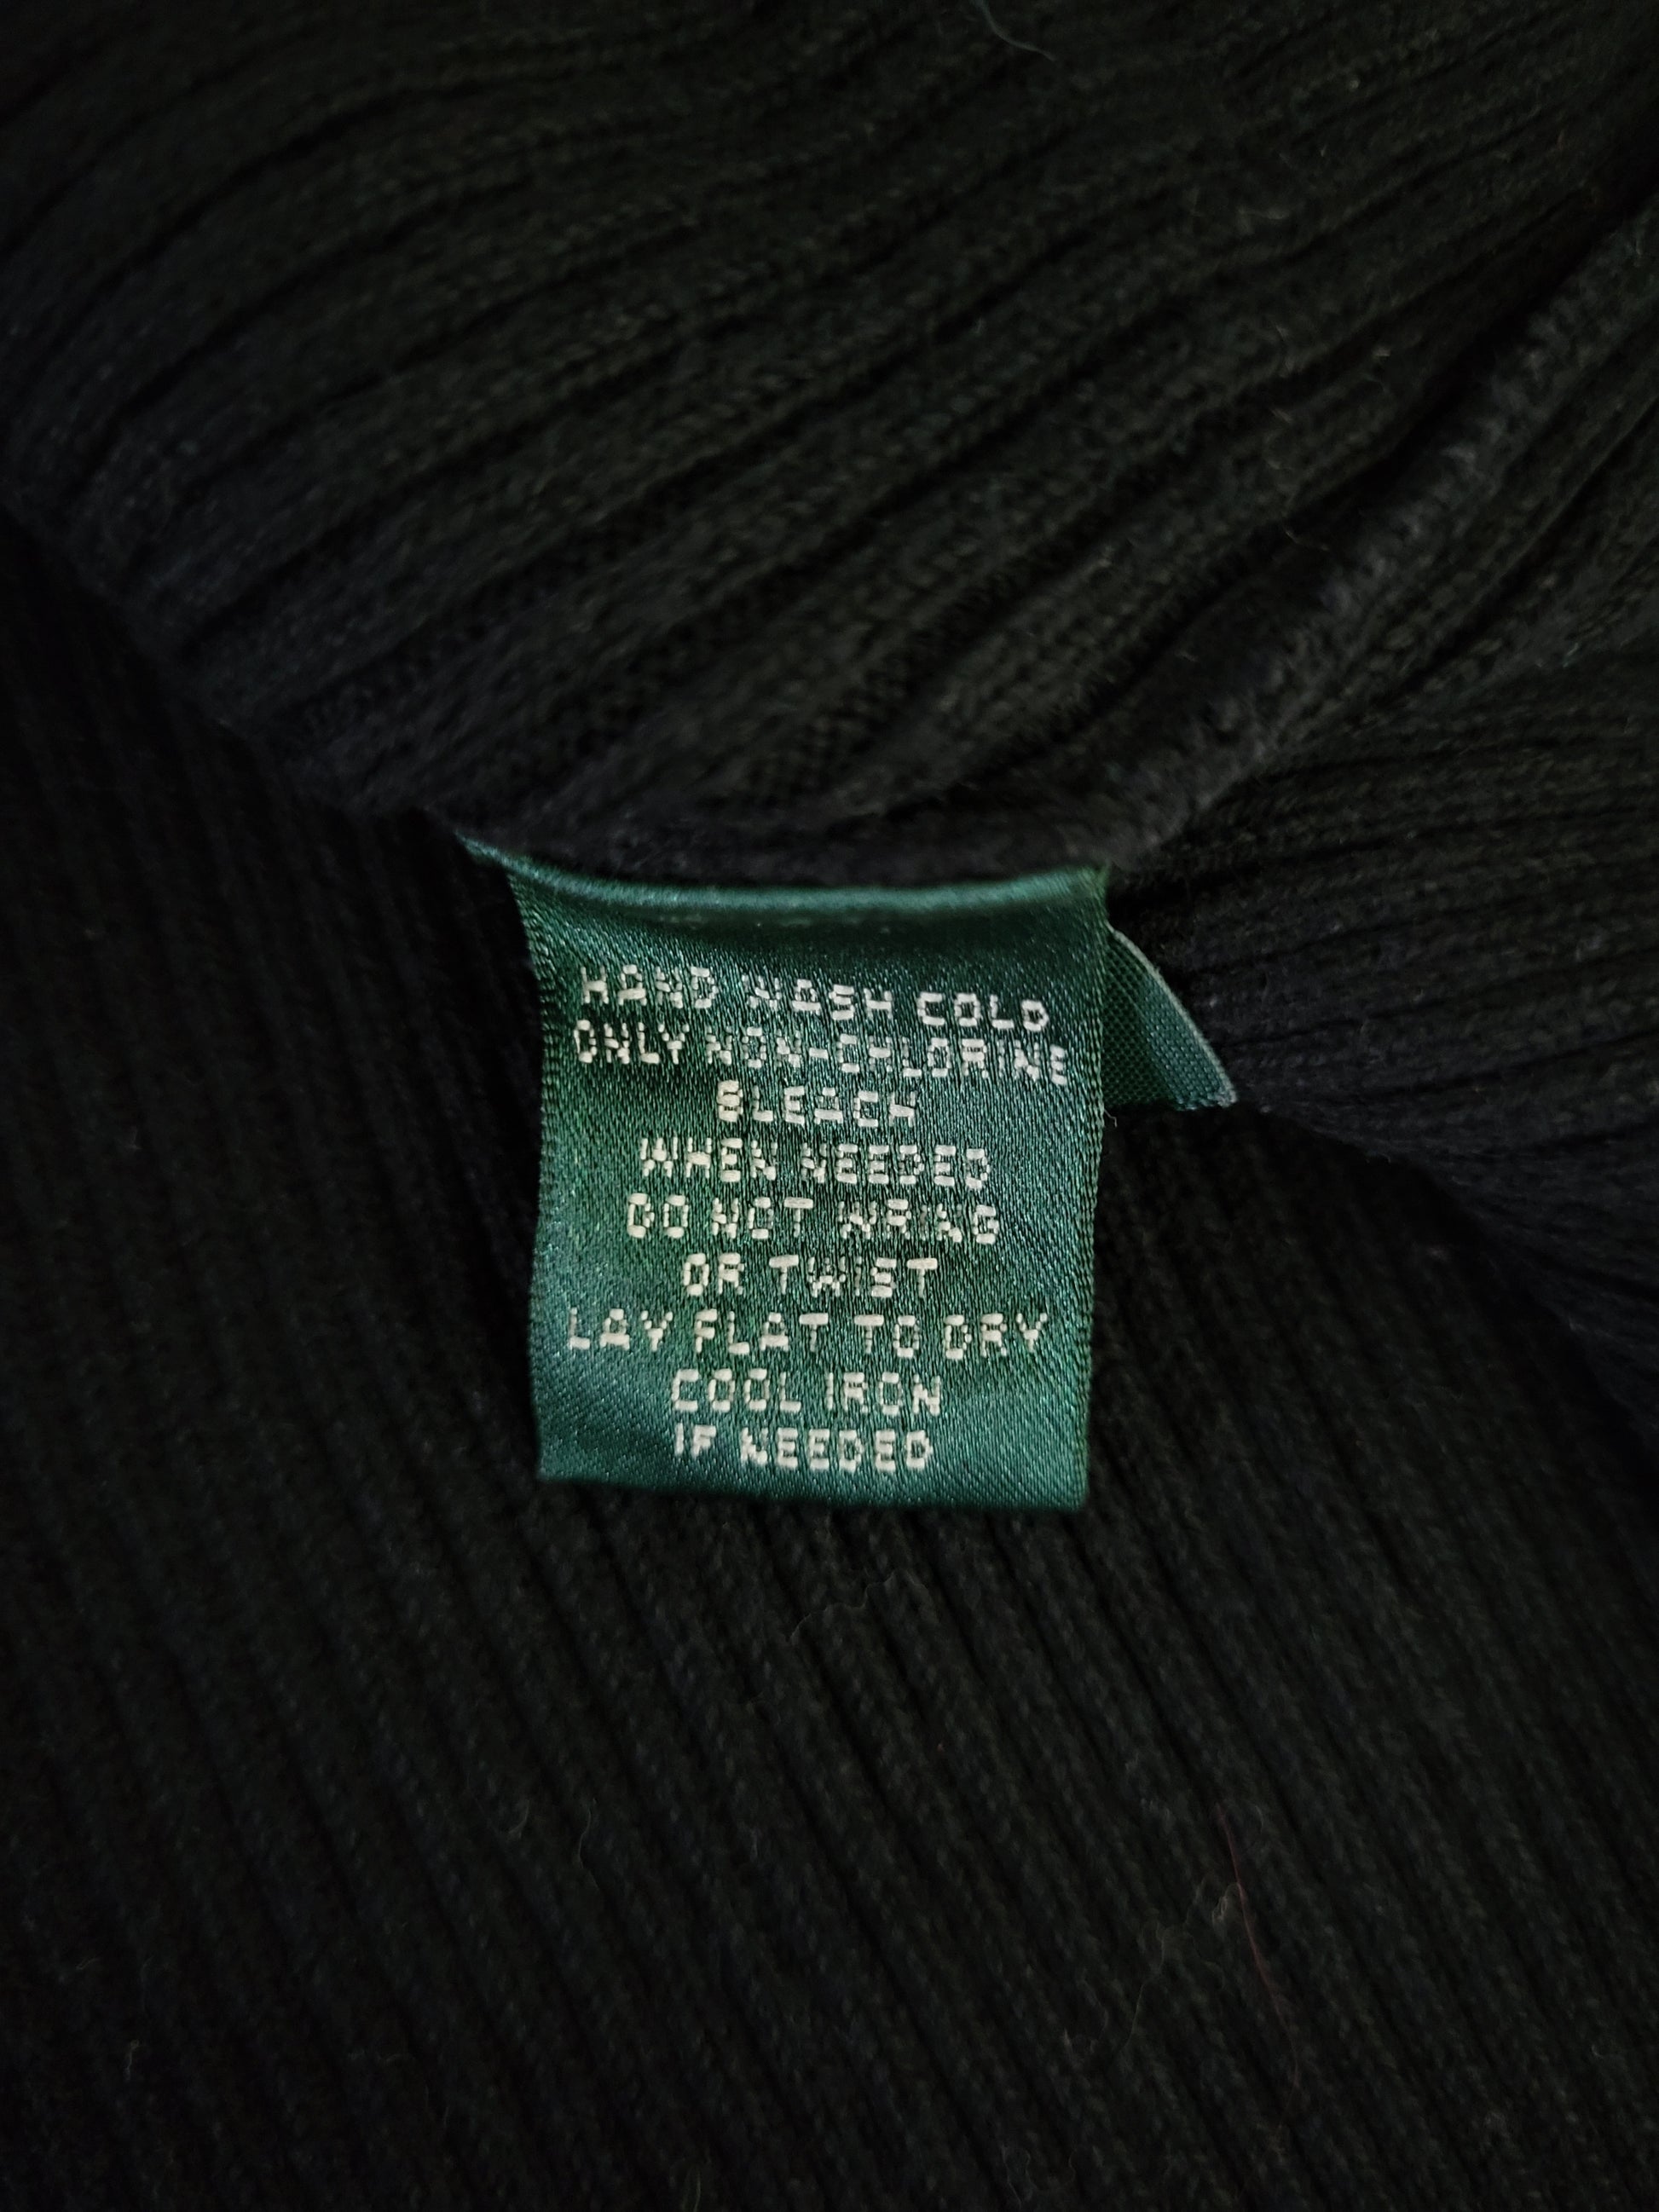 HAND WASH COLD
ONLY NON-CHLORINE
BLEACH
WHEN NEEDED
DO NOT WRING
OR TWIST
LAY FLAT TO DRY
COOL IRON
IF NEEDED